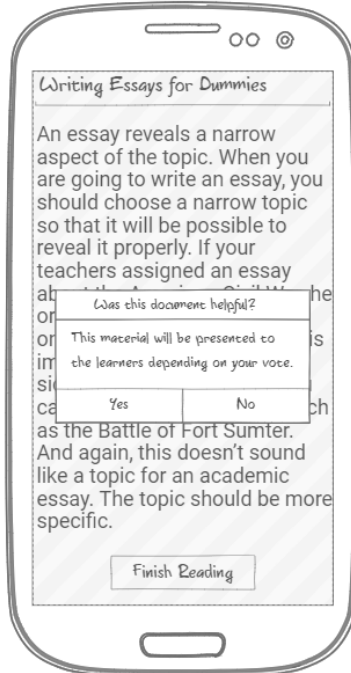 Writing Essays for Dummies
An essay reveals a narrow
aspect of the topic. When you
are going to write an essay, you
should choose a narrow topic
so that it will be possible to
reveal it properly. If your
teachers assigned an essay
Was this document helpful?
This material will be presented to
the learners depending on your vote.
Yes
No
as the Battle of Fort Sumter.
And again, this doesn't sound
like a topic for an academic
essay. The topic should be more
specific.
Finish Reading